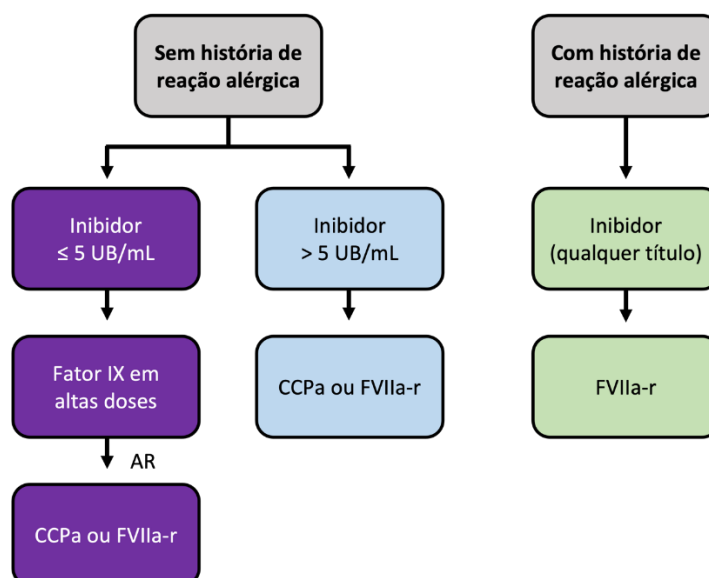 Sem história de
reação alérgica
Com história de
reação alérgica
Inibidor
≤ 5 UB/mL
Inibidor
> 5 UB/mL
Inibidor
(qualquer título)
Fator IX em
altas doses
CCPa ou FVIIa-r
FVIIa-r
AR
CCPa ou FVIIa-r